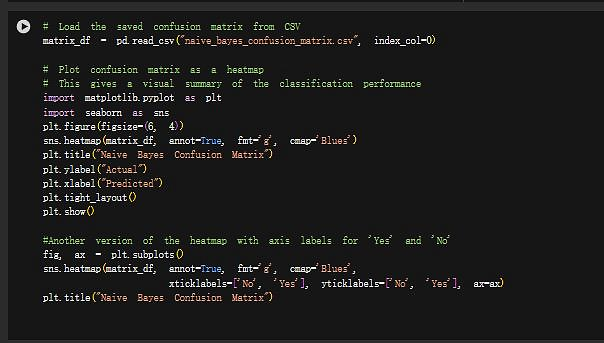 # Load the saved confusion matrix from CSV
matrix_df = pd.read_csv("naive_bayes_confusion_matrix.csv", index_col=0)
# Plot confusion matrix as a heatmap
# This gives a visual summary of the classification performance
import matplotlib.pyplot as plt
import seaborn as sns
plt.figure(figsize=(6, 4))
sns.heatmap(matrix_df, annot=True, fmt='g', cmap='Blues')
plt.title("Naive Bayes Confusion Matrix")
plt.ylabel("Actual")
plt.xlabel("Predicted")
plt.tight_layout()
plt.show()
#Another version of the heatmap with axis labels for 'Yes' and 'No'
fig, ax = plt.subplots()
sns.heatmap(matrix_df, annot=True, fmt='g', cmap='Blues',
xticklabels=['No', 'Yes'], yticklabels=['No', 'Yes'], ax=ax)
plt.title("Naive Bayes Confusion Matrix")